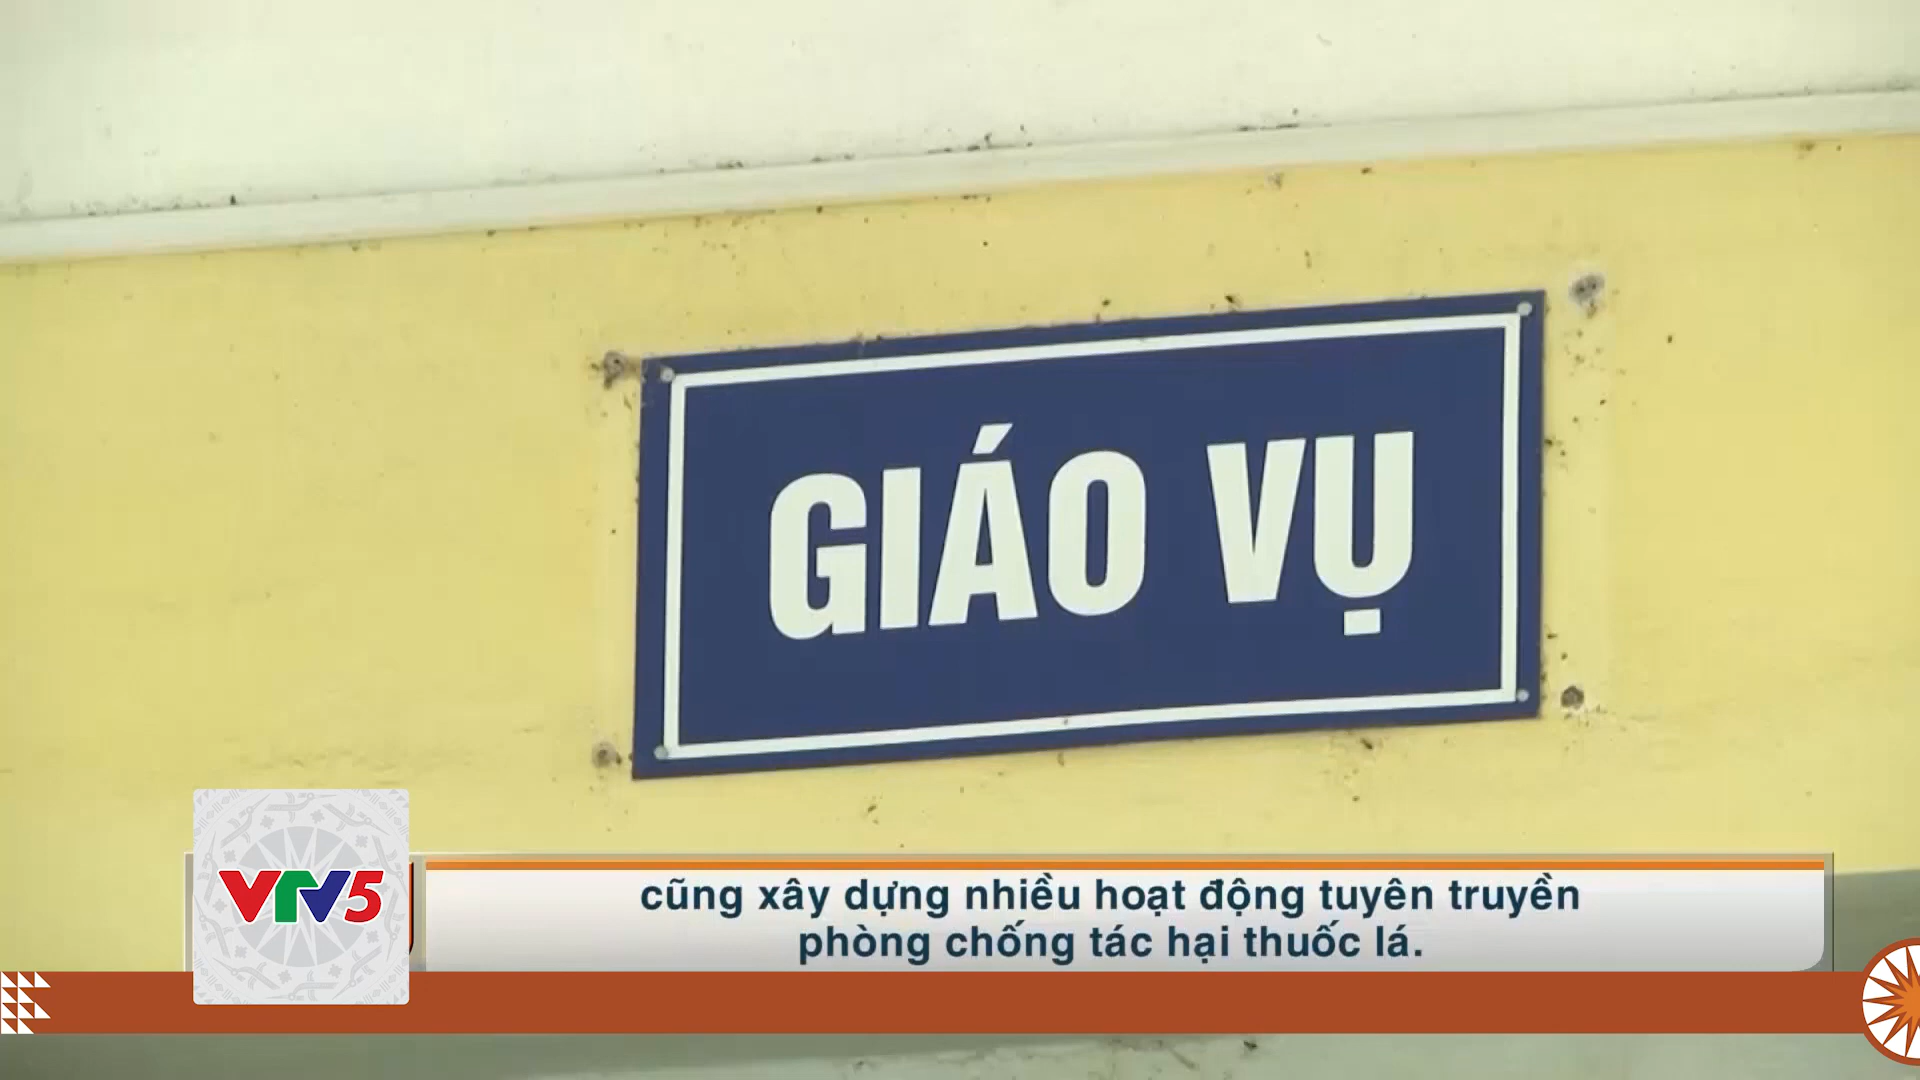 GIÁO VỤ
VTV5
cũng xây dựng nhiều hoạt động tuyên truyền
phòng chống tác hại thuốc lá.